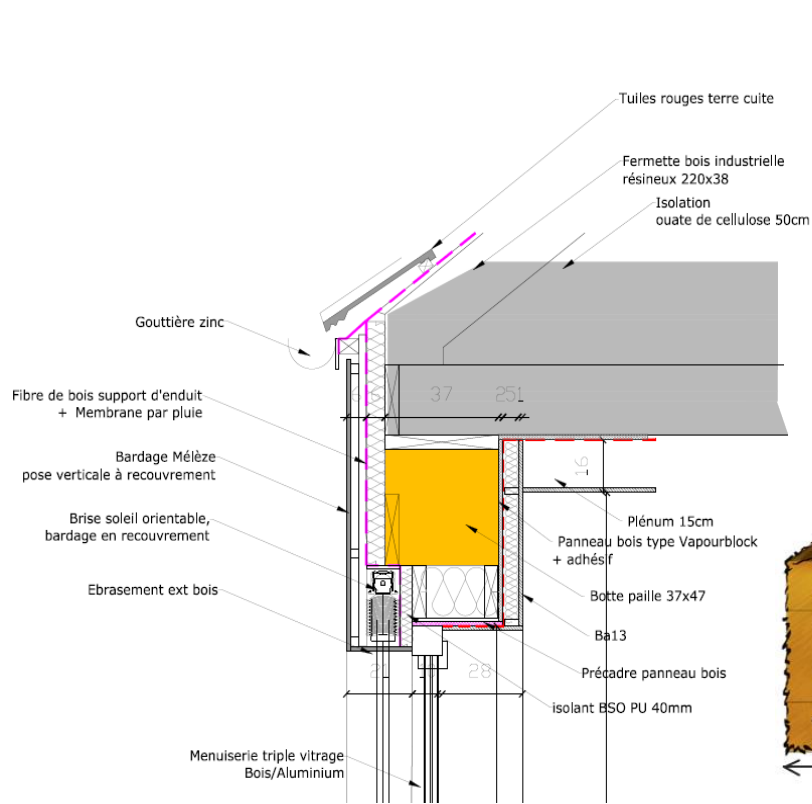 Tuiles rouges terre cuite
Fermette bois industrielle
résineux 220x38
Isolation
ouate de cellulose 50cm
Gouttière zinc
Fibre de bois support d'enduit
+ Membrane par pluie
37
251
Bardage Mélèze
pose verticale à recouvrement
16
Brise soleil orientable,
bardage en recouvrement
Plénum 15cm
Panneau bois type Vapourblock
+ adhésif
Ebrasement ext bois
Botte paille 37x47
Ba13
21
28
Précadre panneau bois
isolant BSO PU 40mm
Menuiserie triple vitrage
Bois/Aluminium